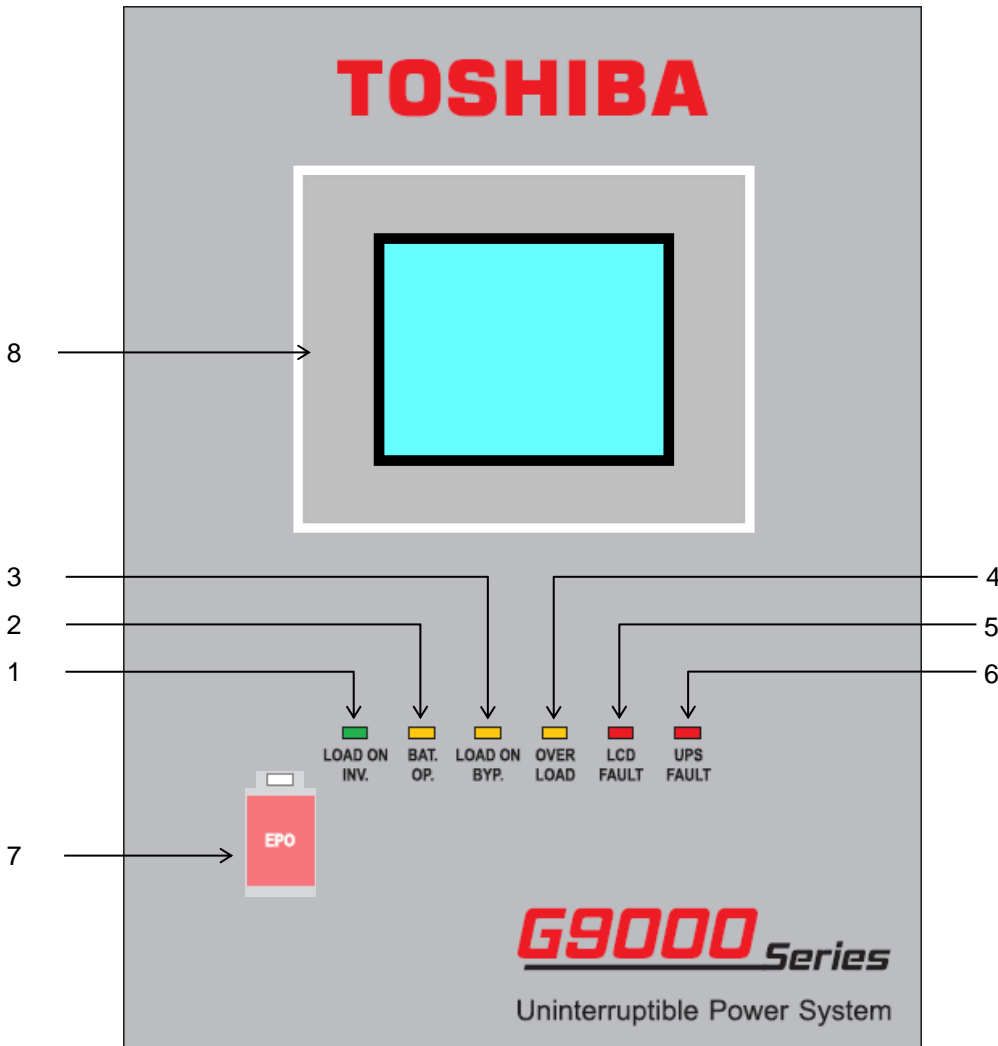 TOSHIBA
8
3
4
2
5
1
6
LOAD ON INV.
BAT. OP.
LOAD ON BYP.
OVER LOAD
LCD FAULT
UPS FAULT
EPO
7
G9000 Series
Uninterruptible Power System